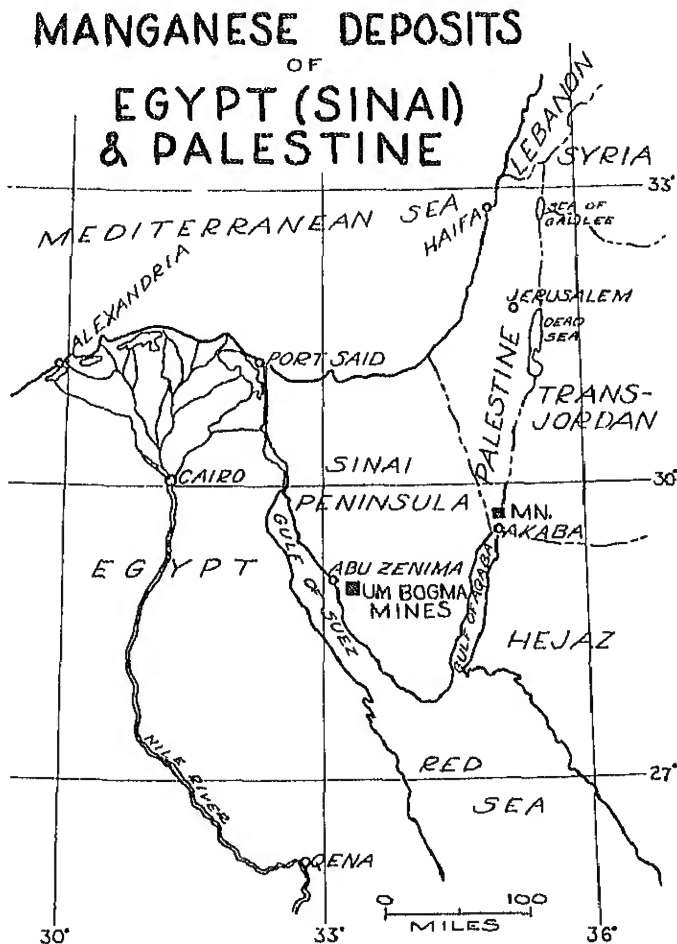 MANGANESE DEPOSITS
OF
EGYPT (SINAI)
& PALESTINE
LEBANON
SYRIA
33°
MEDITERRANEAN SEA
HAIFA
SEA OF
GALILEE
ALEXANDRIA
JERUSALEM
DEAD
SEA
PORT SAID
PALESTINE
TRANS-
JORDAN
CAIRO
SINAI
PENINSULA
30°
MN.
AKABA
EGYPT
GULF OF SUEZ
ABU ZENIMA
UM BOGMA
MINES
GULF OF AQABA
HEJAZ
NILE RIVER
RED
SEA
27°
QENA
0 100
MILES
30° 33° 36°